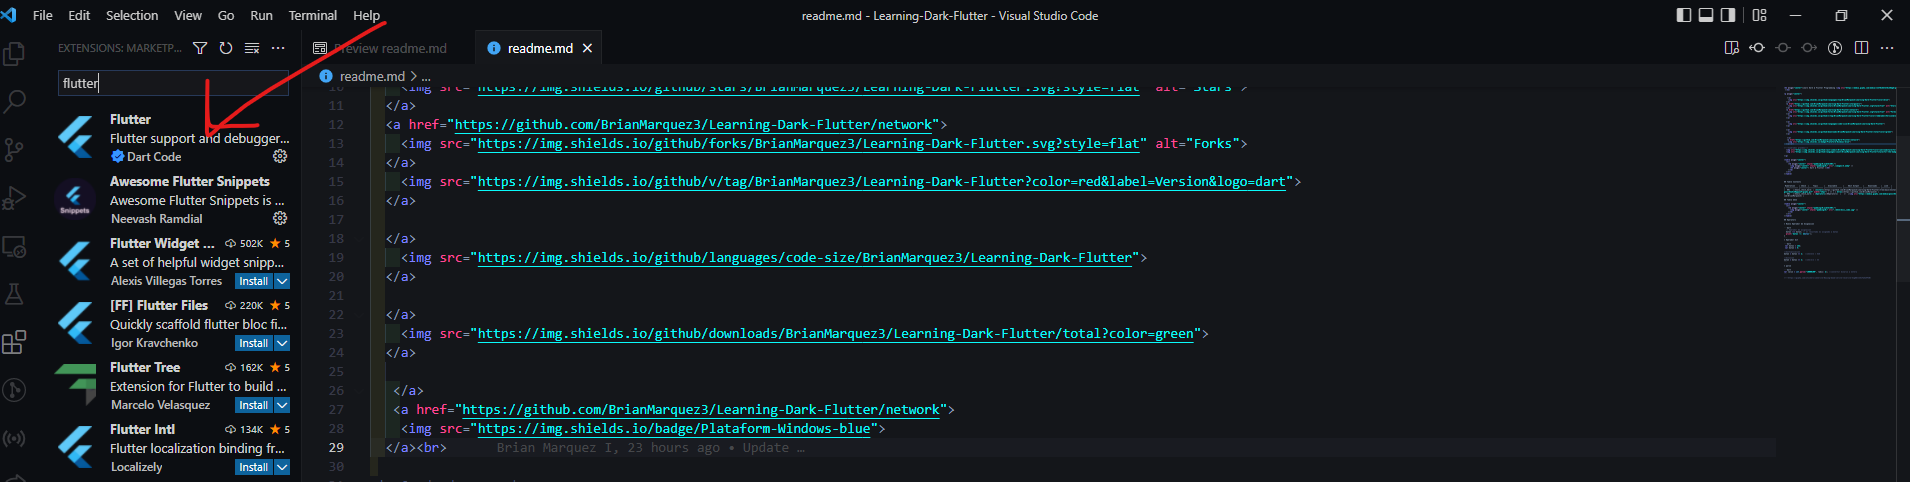 File Edit Selection View Go Run Terminal Help
readme.md - Learning-Dark-Flutter - Visual Studio Code
EXTENSIONS: MARKETP...
flutter
Flutter
Flutter support and debugger...
Dart Code
Awesome Flutter Snippets
Awesome Flutter Snippets is ...
Neevash Ramdial
Snippets
Flutter Widget ... 502K 5
A set of helpful widget snipp...
Alexis Villegas Torres Install
[FF] Flutter Files 220K 5
Quickly scaffold flutter bloc fi...
Igor Kravchenko Install
Flutter Tree 162K 5
Extension for Flutter to build ...
Marcelo Velasquez Install
Flutter Intl 134K 5
Flutter localization binding fr...
Localizely Install
Preview readme.md
readme.md
readme.md > ...
10 <img src="https://img.shields.io/github/stars/BrianMarquez3/Learning-Dark-Flutter.svg?style=flat" alt="Stars">
11 </a>
12 <a href="https://github.com/BrianMarquez3/Learning-Dark-Flutter/network">
13 <img src="https://img.shields.io/github/forks/BrianMarquez3/Learning-Dark-Flutter.svg?style=flat" alt="Forks">
14 </a>
15 <img src="https://img.shields.io/github/v/tag/BrianMarquez3/Learning-Dark-Flutter?color=red&label=Version&logo=dart">
16 </a>
17
18 </a>
19 <img src="https://img.shields.io/github/languages/code-size/BrianMarquez3/Learning-Dark-Flutter">
20 </a>
21
22 </a>
23 <img src="https://img.shields.io/github/downloads/BrianMarquez3/Learning-Dark-Flutter/total?color=green">
24 </a>
25
26 </a>
27 <a href="https://github.com/BrianMarquez3/Learning-Dark-Flutter/network">
28 <img src="https://img.shields.io/badge/Plataform-Windows-blue">
29 </a><br> Brian Marquez I, 23 hours ago • Update ...
30